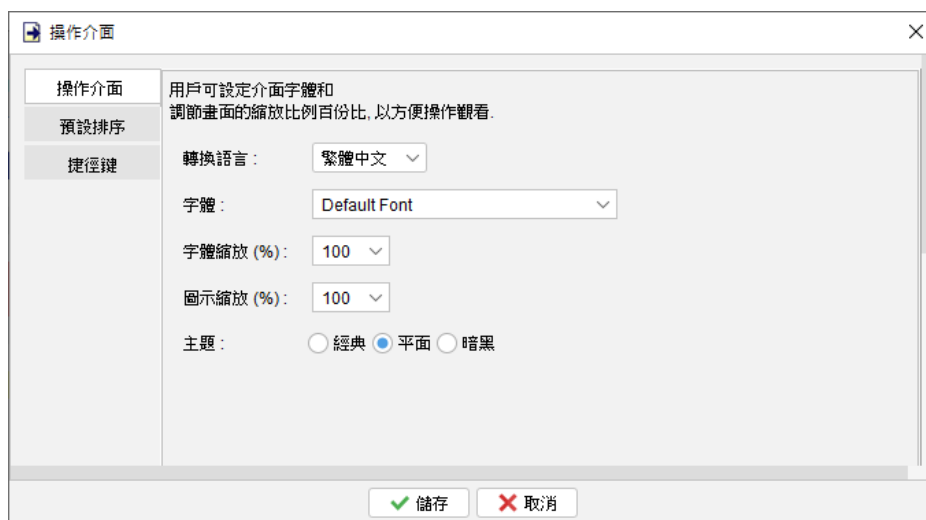 操作介面
操作介面
預設排序
捷徑鍵
用戶可設定介面字體和
調節畫面的縮放比例百份比, 以方便操作觀看.
轉換語言 : 繁體中文
字體 : Default Font
字體縮放 (%) : 100
圖示縮放 (%) : 100
主題 : 經典 平面 暗黑
儲存 取消